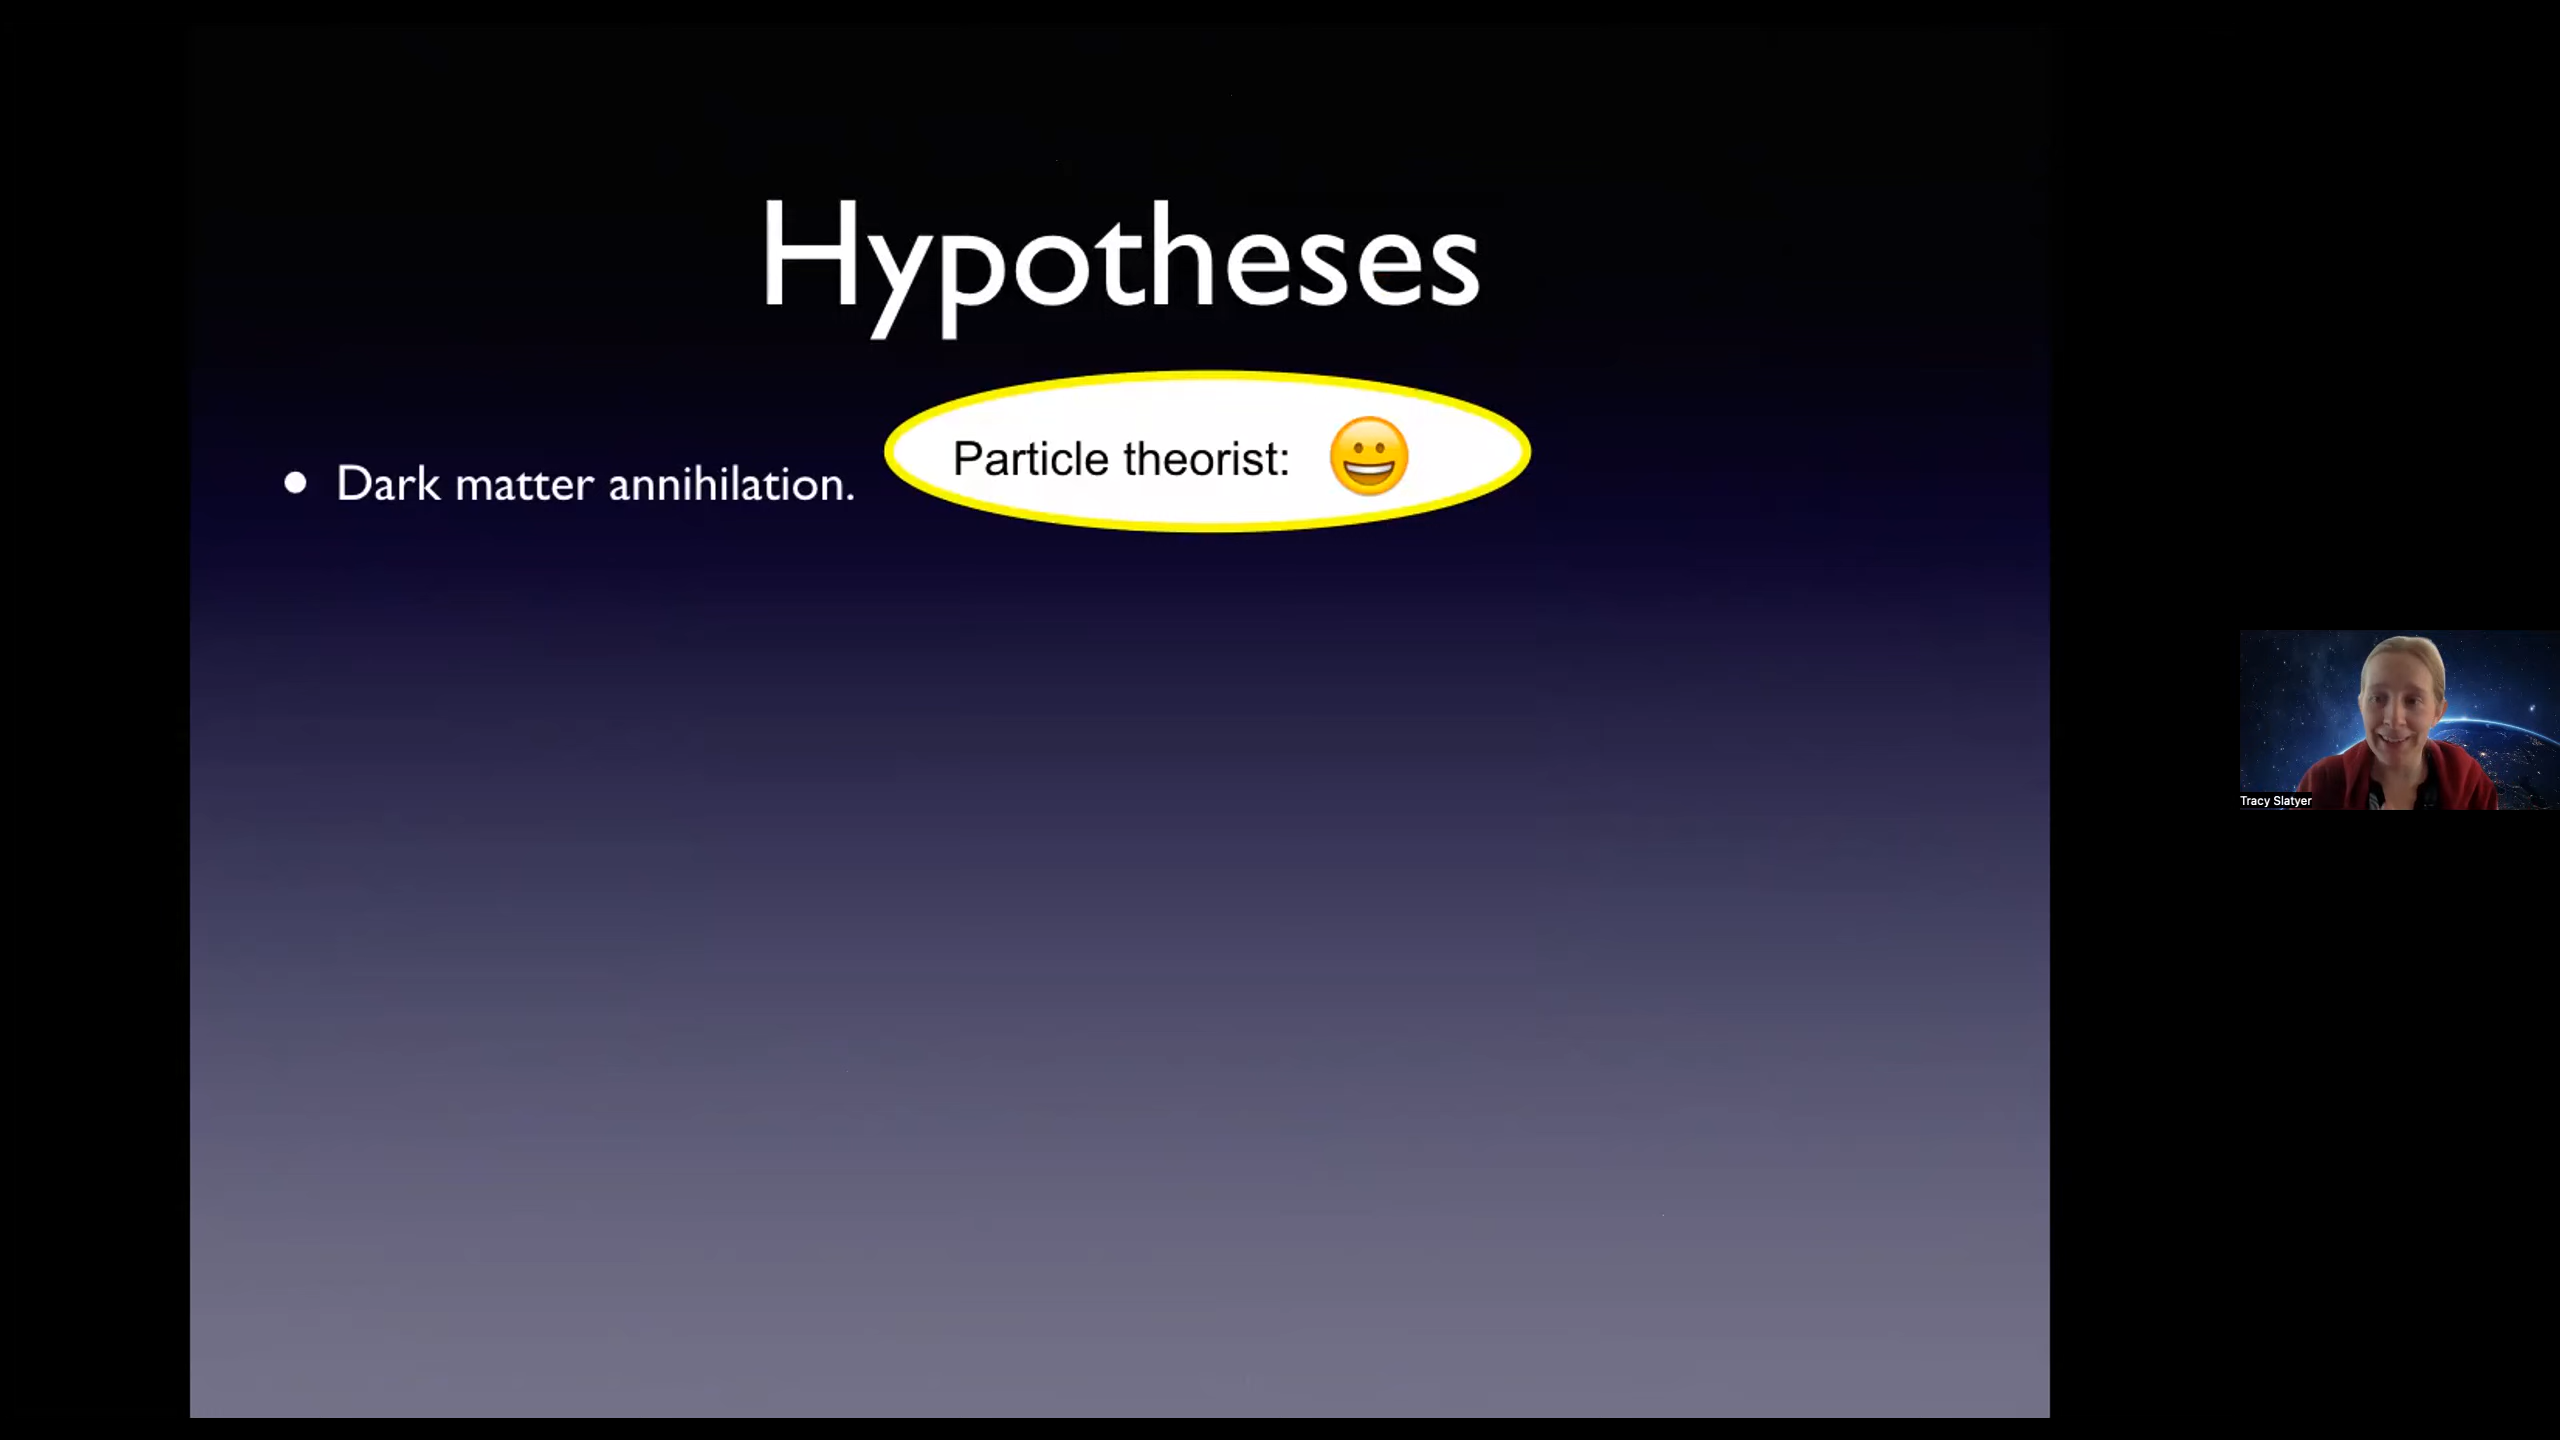 Hypotheses
Particle theorist: 😀
• Dark matter annihilation.
Tracy Slatyer